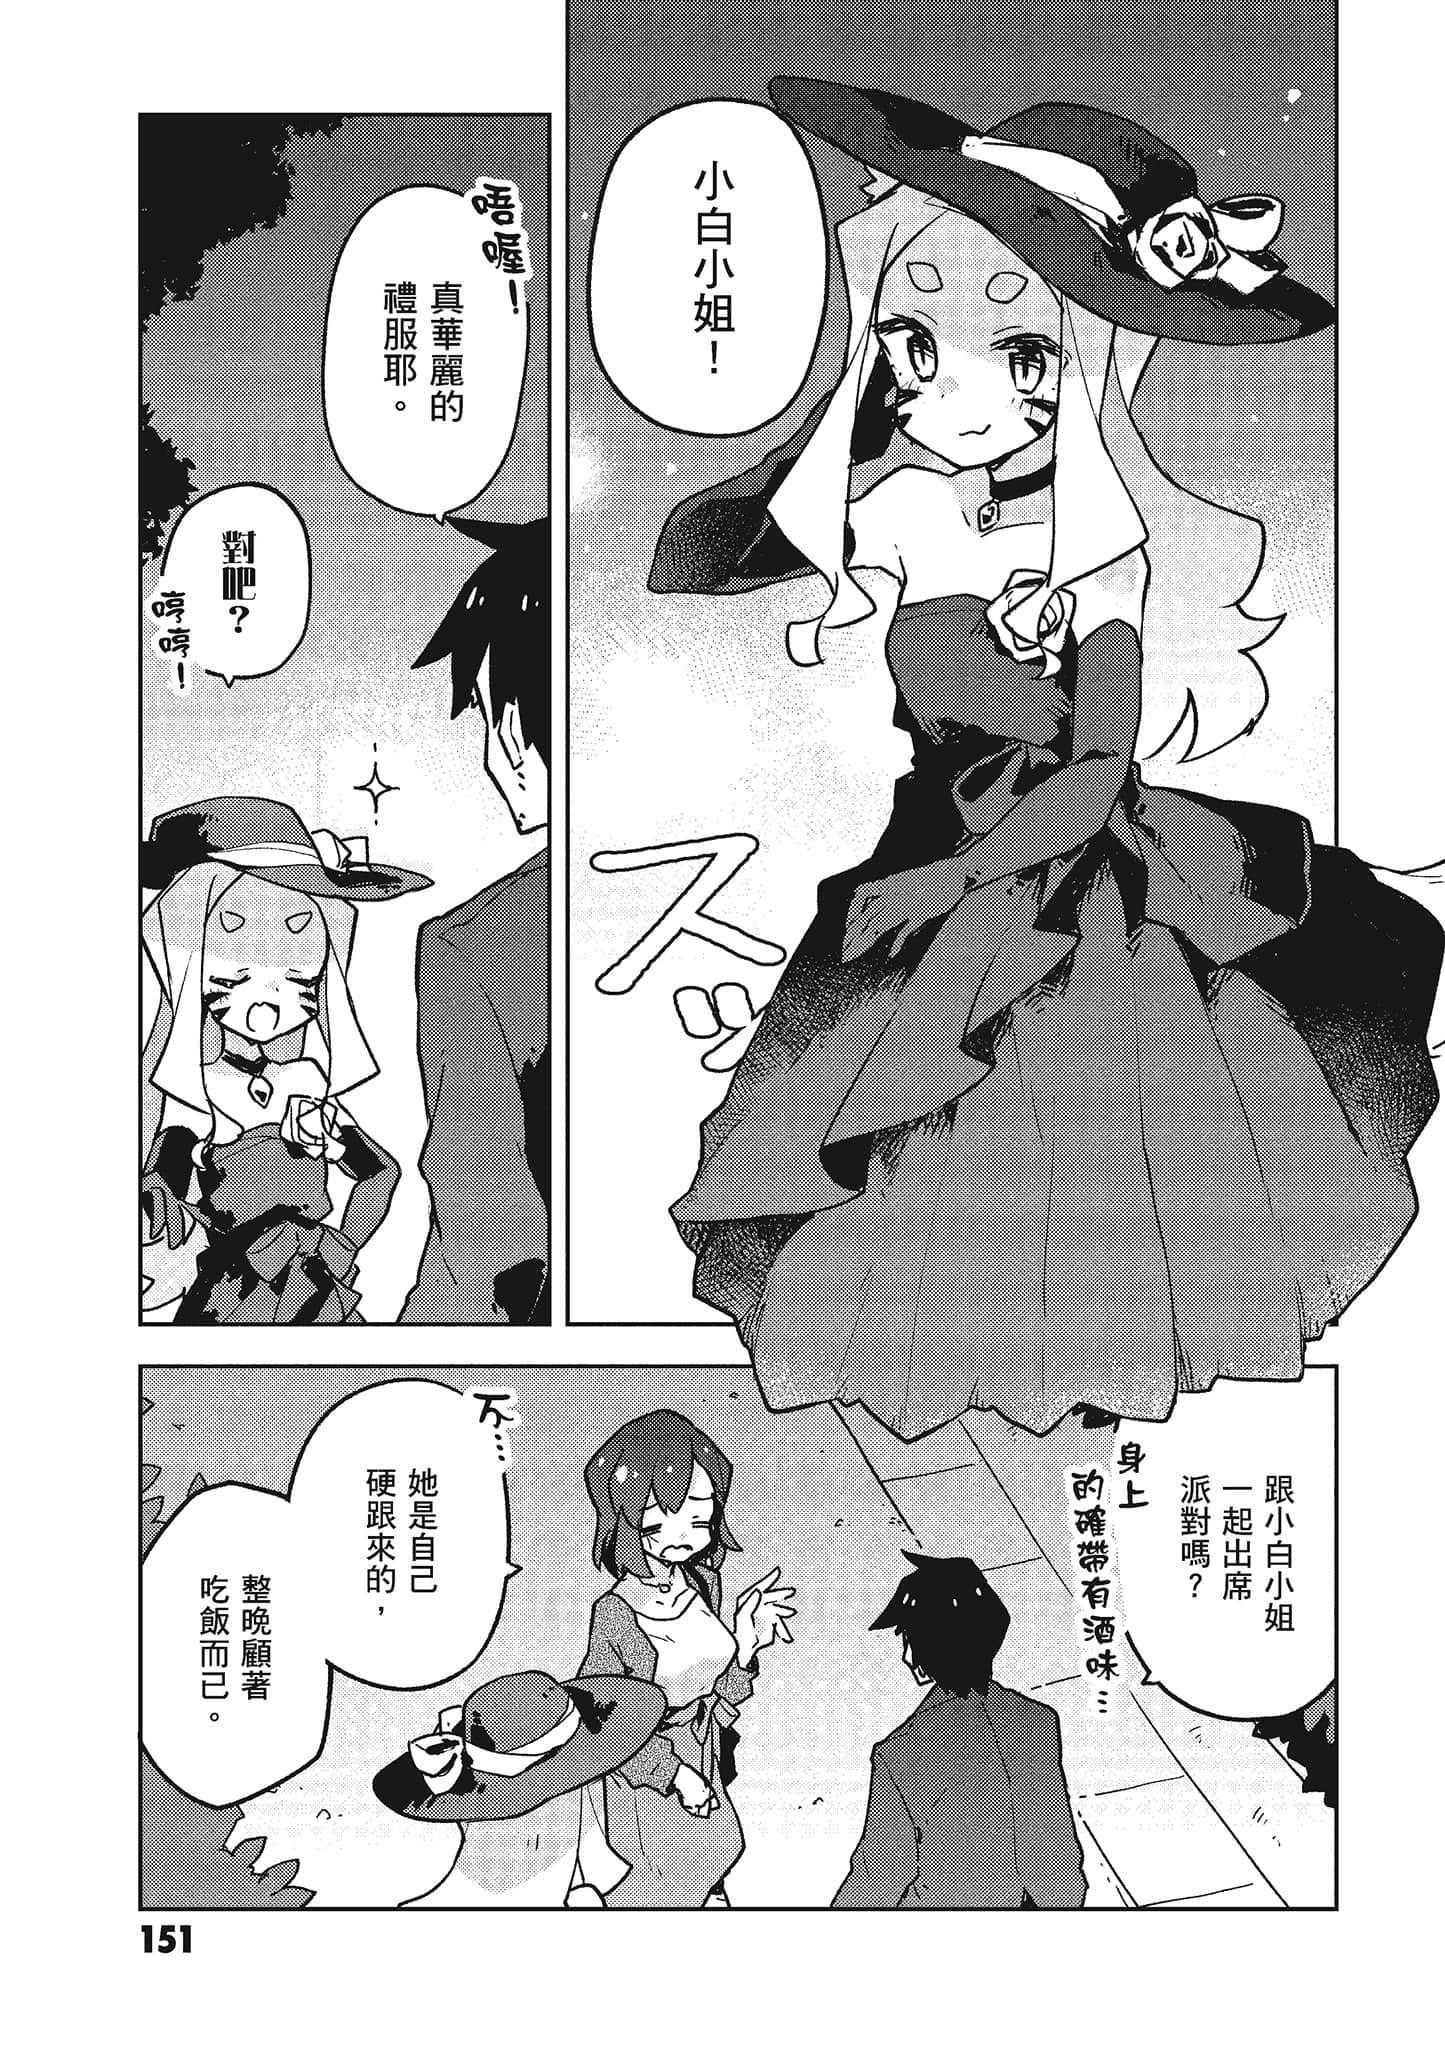 小白小姐！
スッ
唔喔！
真華麗的
禮服耶。
對吧？
哼哼！
跟小白小姐
一起出席
派對嗎？
身上
的確帶有酒味…
不…
她是自己
硬跟來的，
整晚顧著
吃飯而已。
151